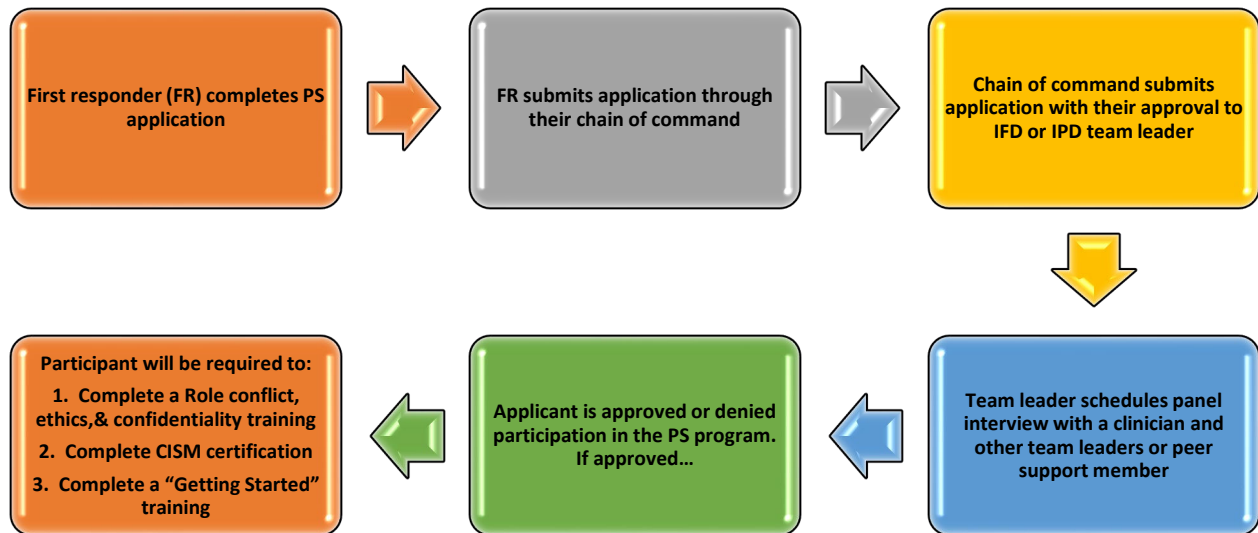 First responder (FR) completes PS
application
FR submits application through
their chain of command
Chain of command submits
application with their approval to
IFD or IPD team leader
Team leader schedules panel
interview with a clinician and
other team leaders or peer
support member
Applicant is approved or denied
participation in the PS program.
If approved…
Participant will be required to:
1. Complete a Role conflict,
ethics,& confidentiality training
2. Complete CISM certification
3. Complete a “Getting Started”
training